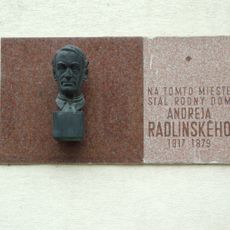 NA TOMTO MIESTE
STÁL RODNÝ DOM
ANDREJA
RADLINSKÉHO
1817 1879